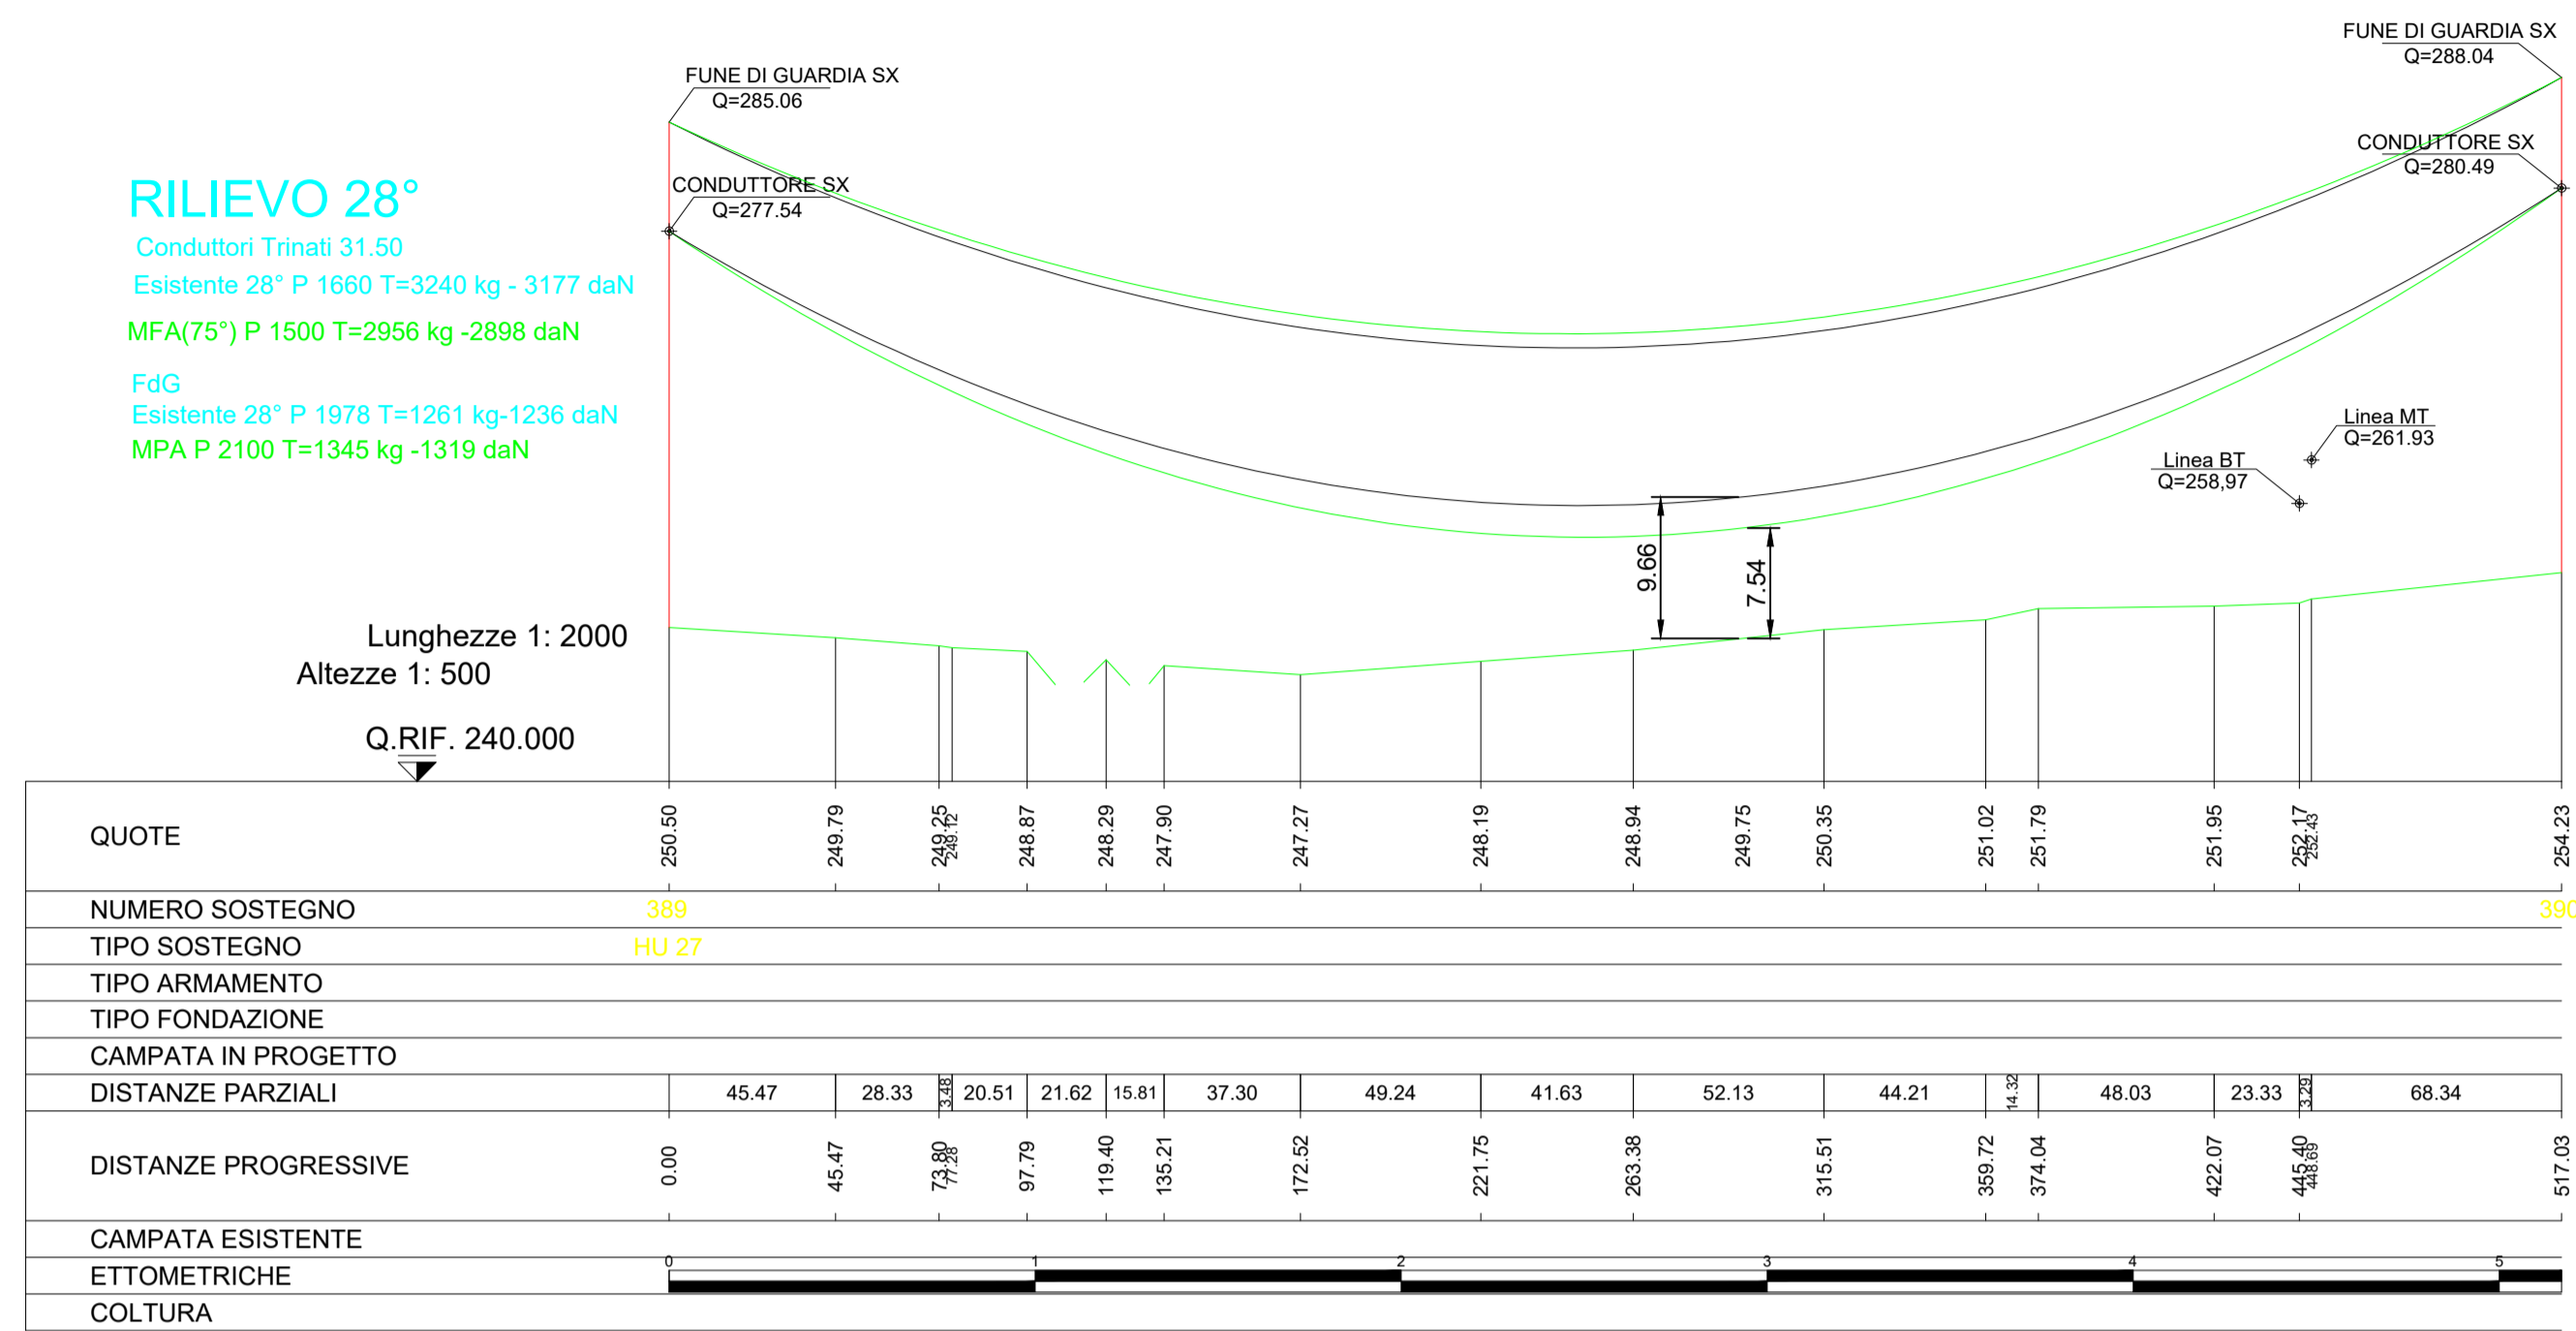 FUNE DI GUARDIA SX
Q=288.04
FUNE DI GUARDIA SX
Q=285.06
CONDUTTORE SX
Q=280.49
CONDUTTORE SX
Q=277.54
RILIEVO 28°
Conduttori Trinati 31.50
Esistente 28° P 1660 T=3240 kg - 3177 daN
MFA(75°) P 1500 T=2956 kg -2898 daN
FdG
Esistente 28° P 1978 T=1261 kg-1236 daN
MPA P 2100 T=1345 kg -1319 daN
Linea MT
Q=261.93
Linea BT
Q=258,97
9.66
7.54
Lunghezze 1: 2000
Altezze 1: 500
Q.RIF. 240.000
QUOTE 250.50 249.79 249.25 249.12 248.87 248.29 247.90 247.27 248.19 248.94 249.75 250.35 251.02 251.79 251.95 252.17 252.43 254.23
NUMERO SOSTEGNO 389 390
TIPO SOSTEGNO HU 27
TIPO ARMAMENTO
TIPO FONDAZIONE
CAMPATA IN PROGETTO
DISTANZE PARZIALI 45.47 28.33 3.48 20.51 21.62 15.81 37.30 49.24 41.63 52.13 44.21 14.32 48.03 23.33 3.29 68.34
DISTANZE PROGRESSIVE 0.00 45.47 73.80 77.28 97.79 119.40 135.21 172.52 221.75 263.38 315.51 359.72 374.04 422.07 445.40 448.69 517.03
CAMPATA ESISTENTE
ETTOMETRICHE 0 1 2 3 4 5
COLTURA